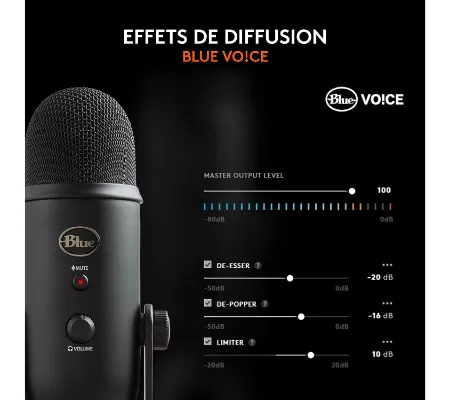 EFFETS DE DIFFUSION
BLUE VO!CE
Blue VO!CE
MASTER OUTPUT LEVEL
100
-80dB 0dB
Blue
MUTE
VOLUME
DE-ESSER ?
-20 dB
-50dB 0dB
DE-POPPER ?
-16 dB
-50dB 0dB
LIMITER ?
10 dB
-20dB 20dB